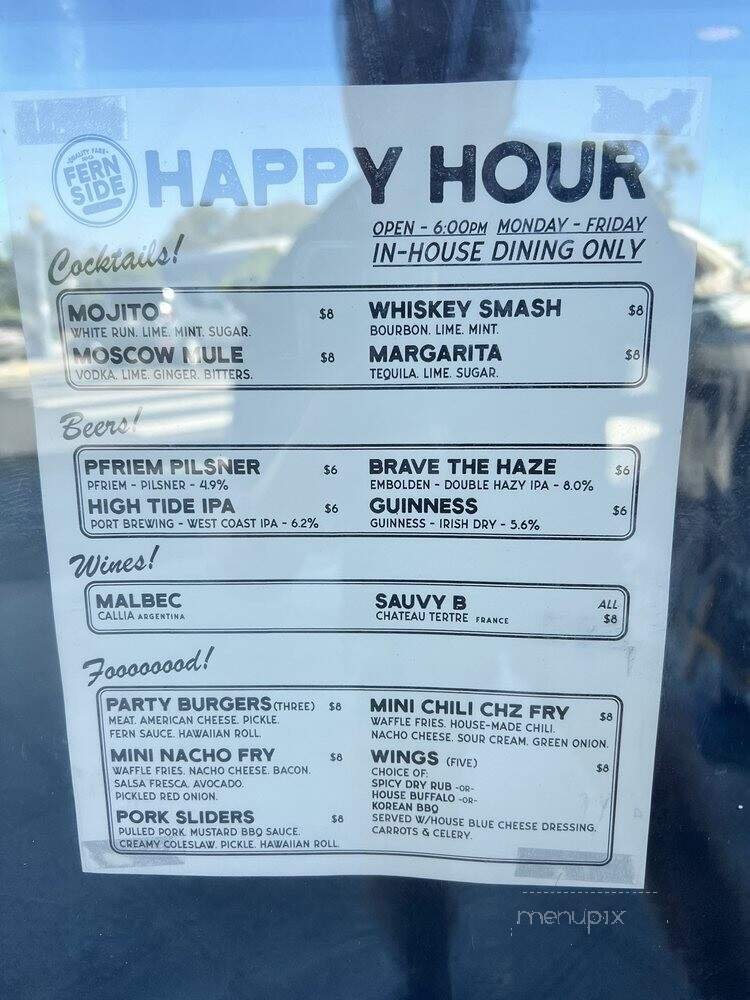 QUALITY FARE
FERN
SIDE
HAPPY HOUR
OPEN - 6:00PM MONDAY - FRIDAY
IN-HOUSE DINING ONLY
Cocktails!
MOJITO $8
WHITE RUN. LIME. MINT. SUGAR.
MOSCOW MULE $8
VODKA. LIME. GINGER. BITTERS.
WHISKEY SMASH $8
BOURBON. LIME. MINT.
MARGARITA $8
TEQUILA. LIME. SUGAR.
Beers!
PFRIEM PILSNER $6
PFRIEM - PILSNER - 4.9%
HIGH TIDE IPA $6
PORT BREWING - WEST COAST IPA - 6.2%
BRAVE THE HAZE $6
EMBOLDEN - DOUBLE HAZY IPA - 8.0%
GUINNESS $6
GUINNESS - IRISH DRY - 5.6%
Wines!
MALBEC
CALLIA ARGENTINA
SAUVY B
CHATEAU TERTRE FRANCE
ALL
$8
Foooooood!
PARTY BURGERS (THREE) $8
MEAT. AMERICAN CHEESE. PICKLE.
FERN SAUCE. HAWAIIAN ROLL.
MINI NACHO FRY $8
WAFFLE FRIES. NACHO CHEESE. BACON.
SALSA FRESCA. AVOCADO.
PICKLED RED ONION.
PORK SLIDERS $8
PULLED PORK. MUSTARD BBQ SAUCE.
CREAMY COLESLAW. PICKLE. HAWAIIAN ROLL.
MINI CHILI CHZ FRY $8
WAFFLE FRIES. HOUSE-MADE CHILI.
NACHO CHEESE. SOUR CREAM. GREEN ONION.
WINGS (FIVE) $8
CHOICE OF:
SPICY DRY RUB -OR-
HOUSE BUFFALO -OR-
KOREAN BBQ
SERVED W/HOUSE BLUE CHEESE DRESSING.
CARROTS & CELERY.
menupix